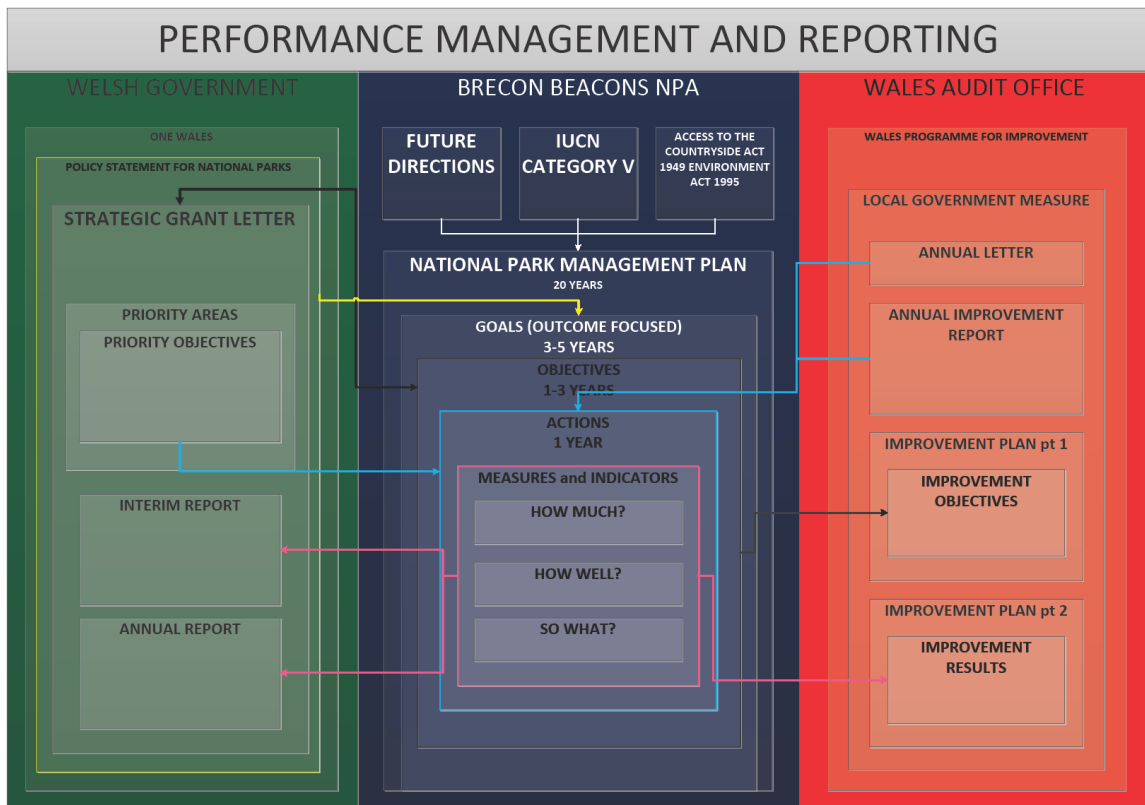 PERFORMANCE MANAGEMENT AND REPORTING
WELSH GOVERNMENT
ONE WALES
POLICY STATEMENT FOR NATIONAL PARKS
STRATEGIC GRANT LETTER
PRIORITY AREAS
PRIORITY OBJECTIVES
INTERIM REPORT
ANNUAL REPORT
BRECON BEACONS NPA
FUTURE
DIRECTIONS
IUCN
CATEGORY V
ACCESS TO THE
COUNTRYSIDE ACT
1949 ENVIRONMENT
ACT 1995
NATIONAL PARK MANAGEMENT PLAN
20 YEARS
GOALS (OUTCOME FOCUSED)
3-5 YEARS
OBJECTIVES
1-3 YEARS
ACTIONS
1 YEAR
MEASURES and INDICATORS
HOW MUCH?
HOW WELL?
SO WHAT?
WALES AUDIT OFFICE
WALES PROGRAMME FOR IMPROVEMENT
LOCAL GOVERNMENT MEASURE
ANNUAL LETTER
ANNUAL IMPROVEMENT
REPORT
IMPROVEMENT PLAN pt 1
IMPROVEMENT
OBJECTIVES
IMPROVEMENT PLAN pt 2
IMPROVEMENT
RESULTS